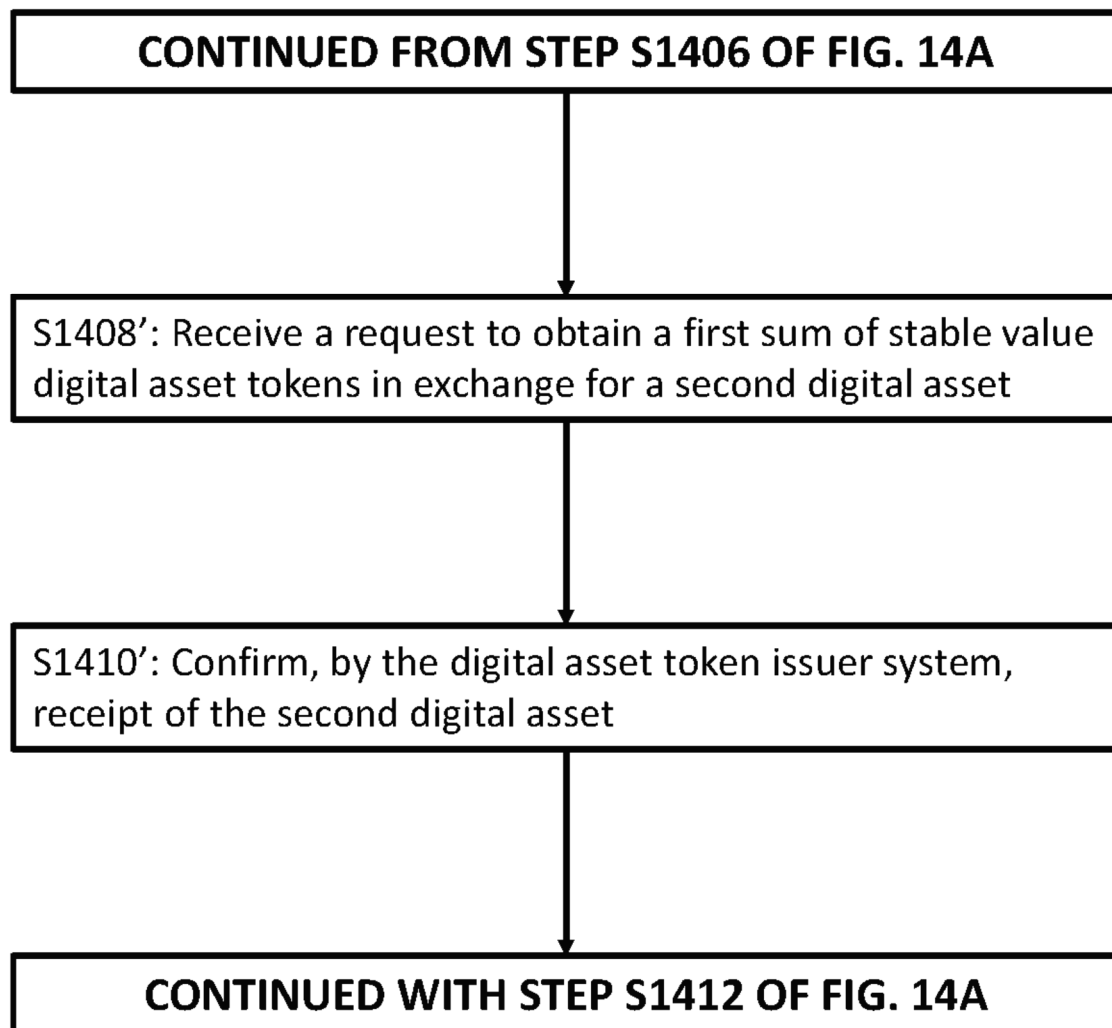 CONTINUED FROM STEP S1406 OF FIG. 14A
S1408’: Receive a request to obtain a first sum of stable value
digital asset tokens in exchange for a second digital asset
S1410’: Confirm, by the digital asset token issuer system,
receipt of the second digital asset
CONTINUED WITH STEP S1412 OF FIG. 14A